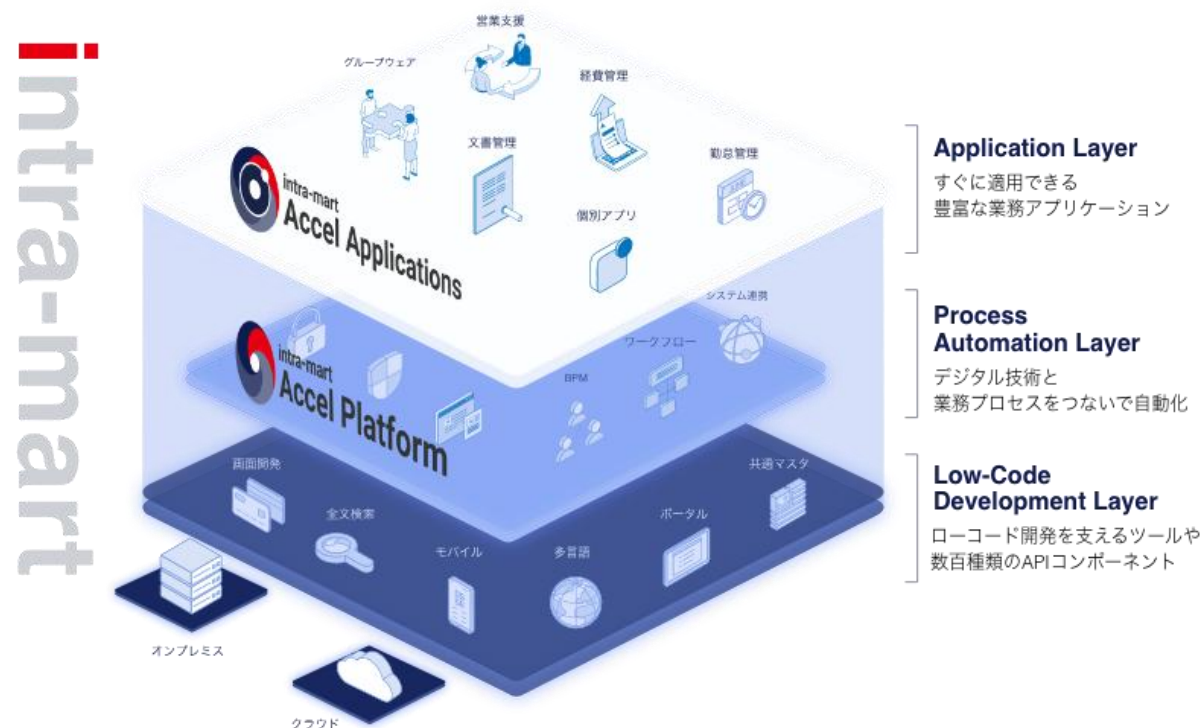 intra-mart
営業支援
グループウェア
経費管理
文書管理
勤怠管理
個別アプリ
intra-mart
Accel Applications
Application Layer
すぐに適用できる
豊富な業務アプリケーション
システム連携
ワークフロー
BPM
intra-mart
Accel Platform
Process
Automation Layer
デジタル技術と
業務プロセスをつないで自動化
画面開発
全文検索
モバイル
多言語
ポータル
共通マスタ
Low-Code
Development Layer
ローコード開発を支えるツールや
数百種類のAPIコンポーネント
オンプレミス
クラウド